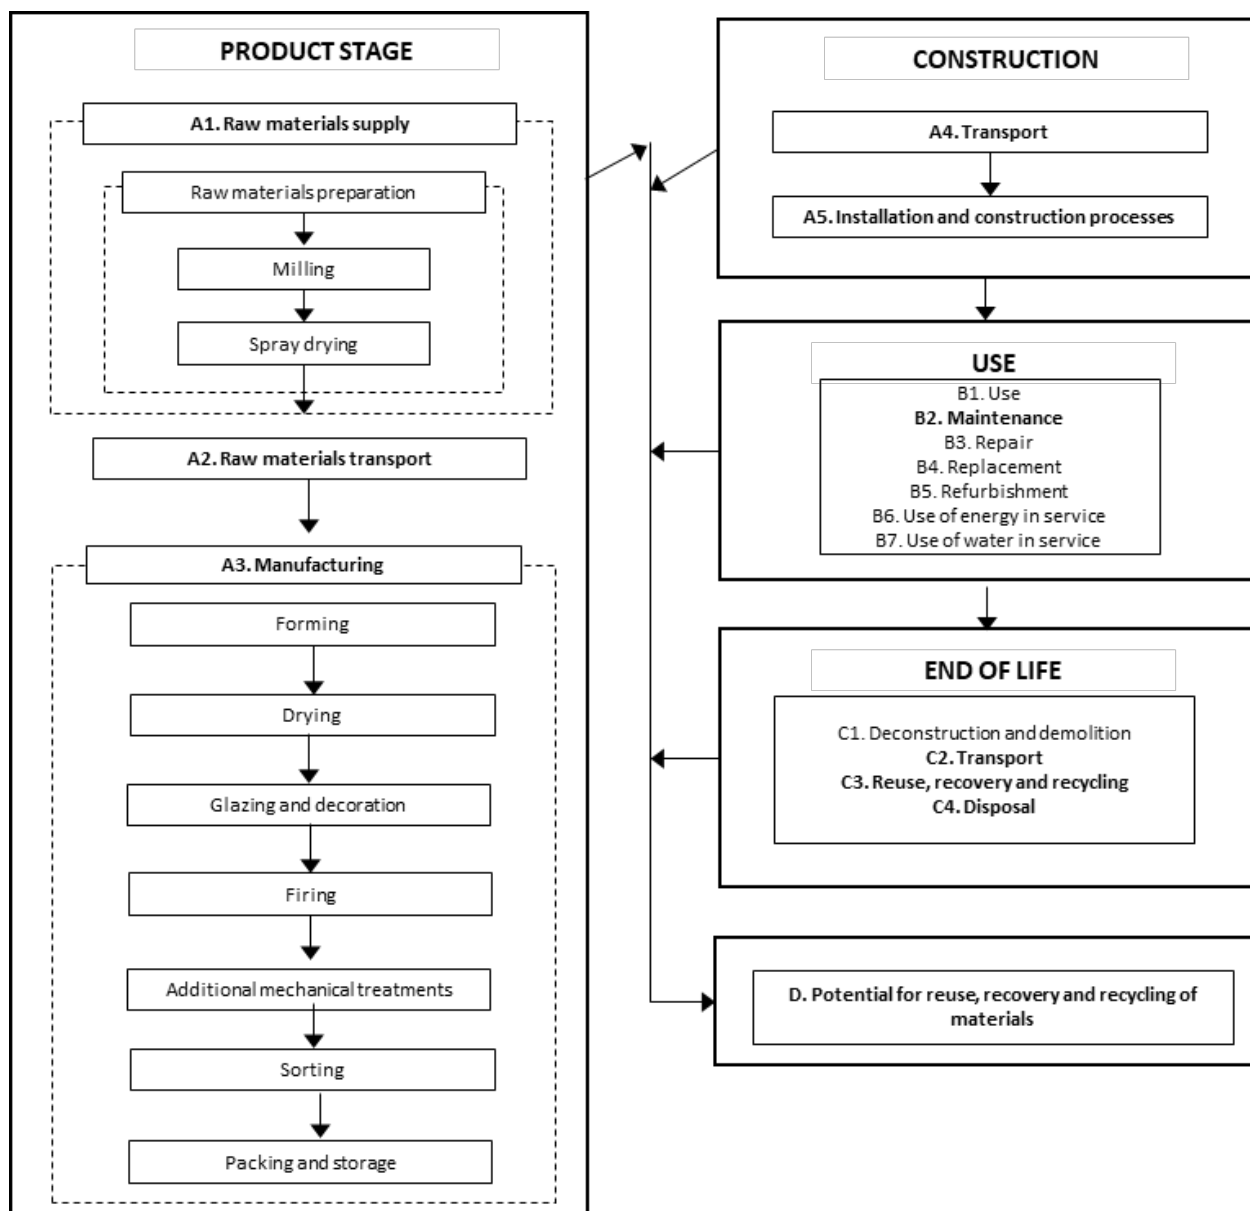 PRODUCT STAGE
A1. Raw materials supply
Raw materials preparation
Milling
Spray drying
A2. Raw materials transport
A3. Manufacturing
Forming
Drying
Glazing and decoration
Firing
Additional mechanical treatments
Sorting
Packing and storage
CONSTRUCTION
A4. Transport
A5. Installation and construction processes
USE
B1. Use
B2. Maintenance
B3. Repair
B4. Replacement
B5. Refurbishment
B6. Use of energy in service
B7. Use of water in service
END OF LIFE
C1. Deconstruction and demolition
C2. Transport
C3. Reuse, recovery and recycling
C4. Disposal
D. Potential for reuse, recovery and recycling of
materials